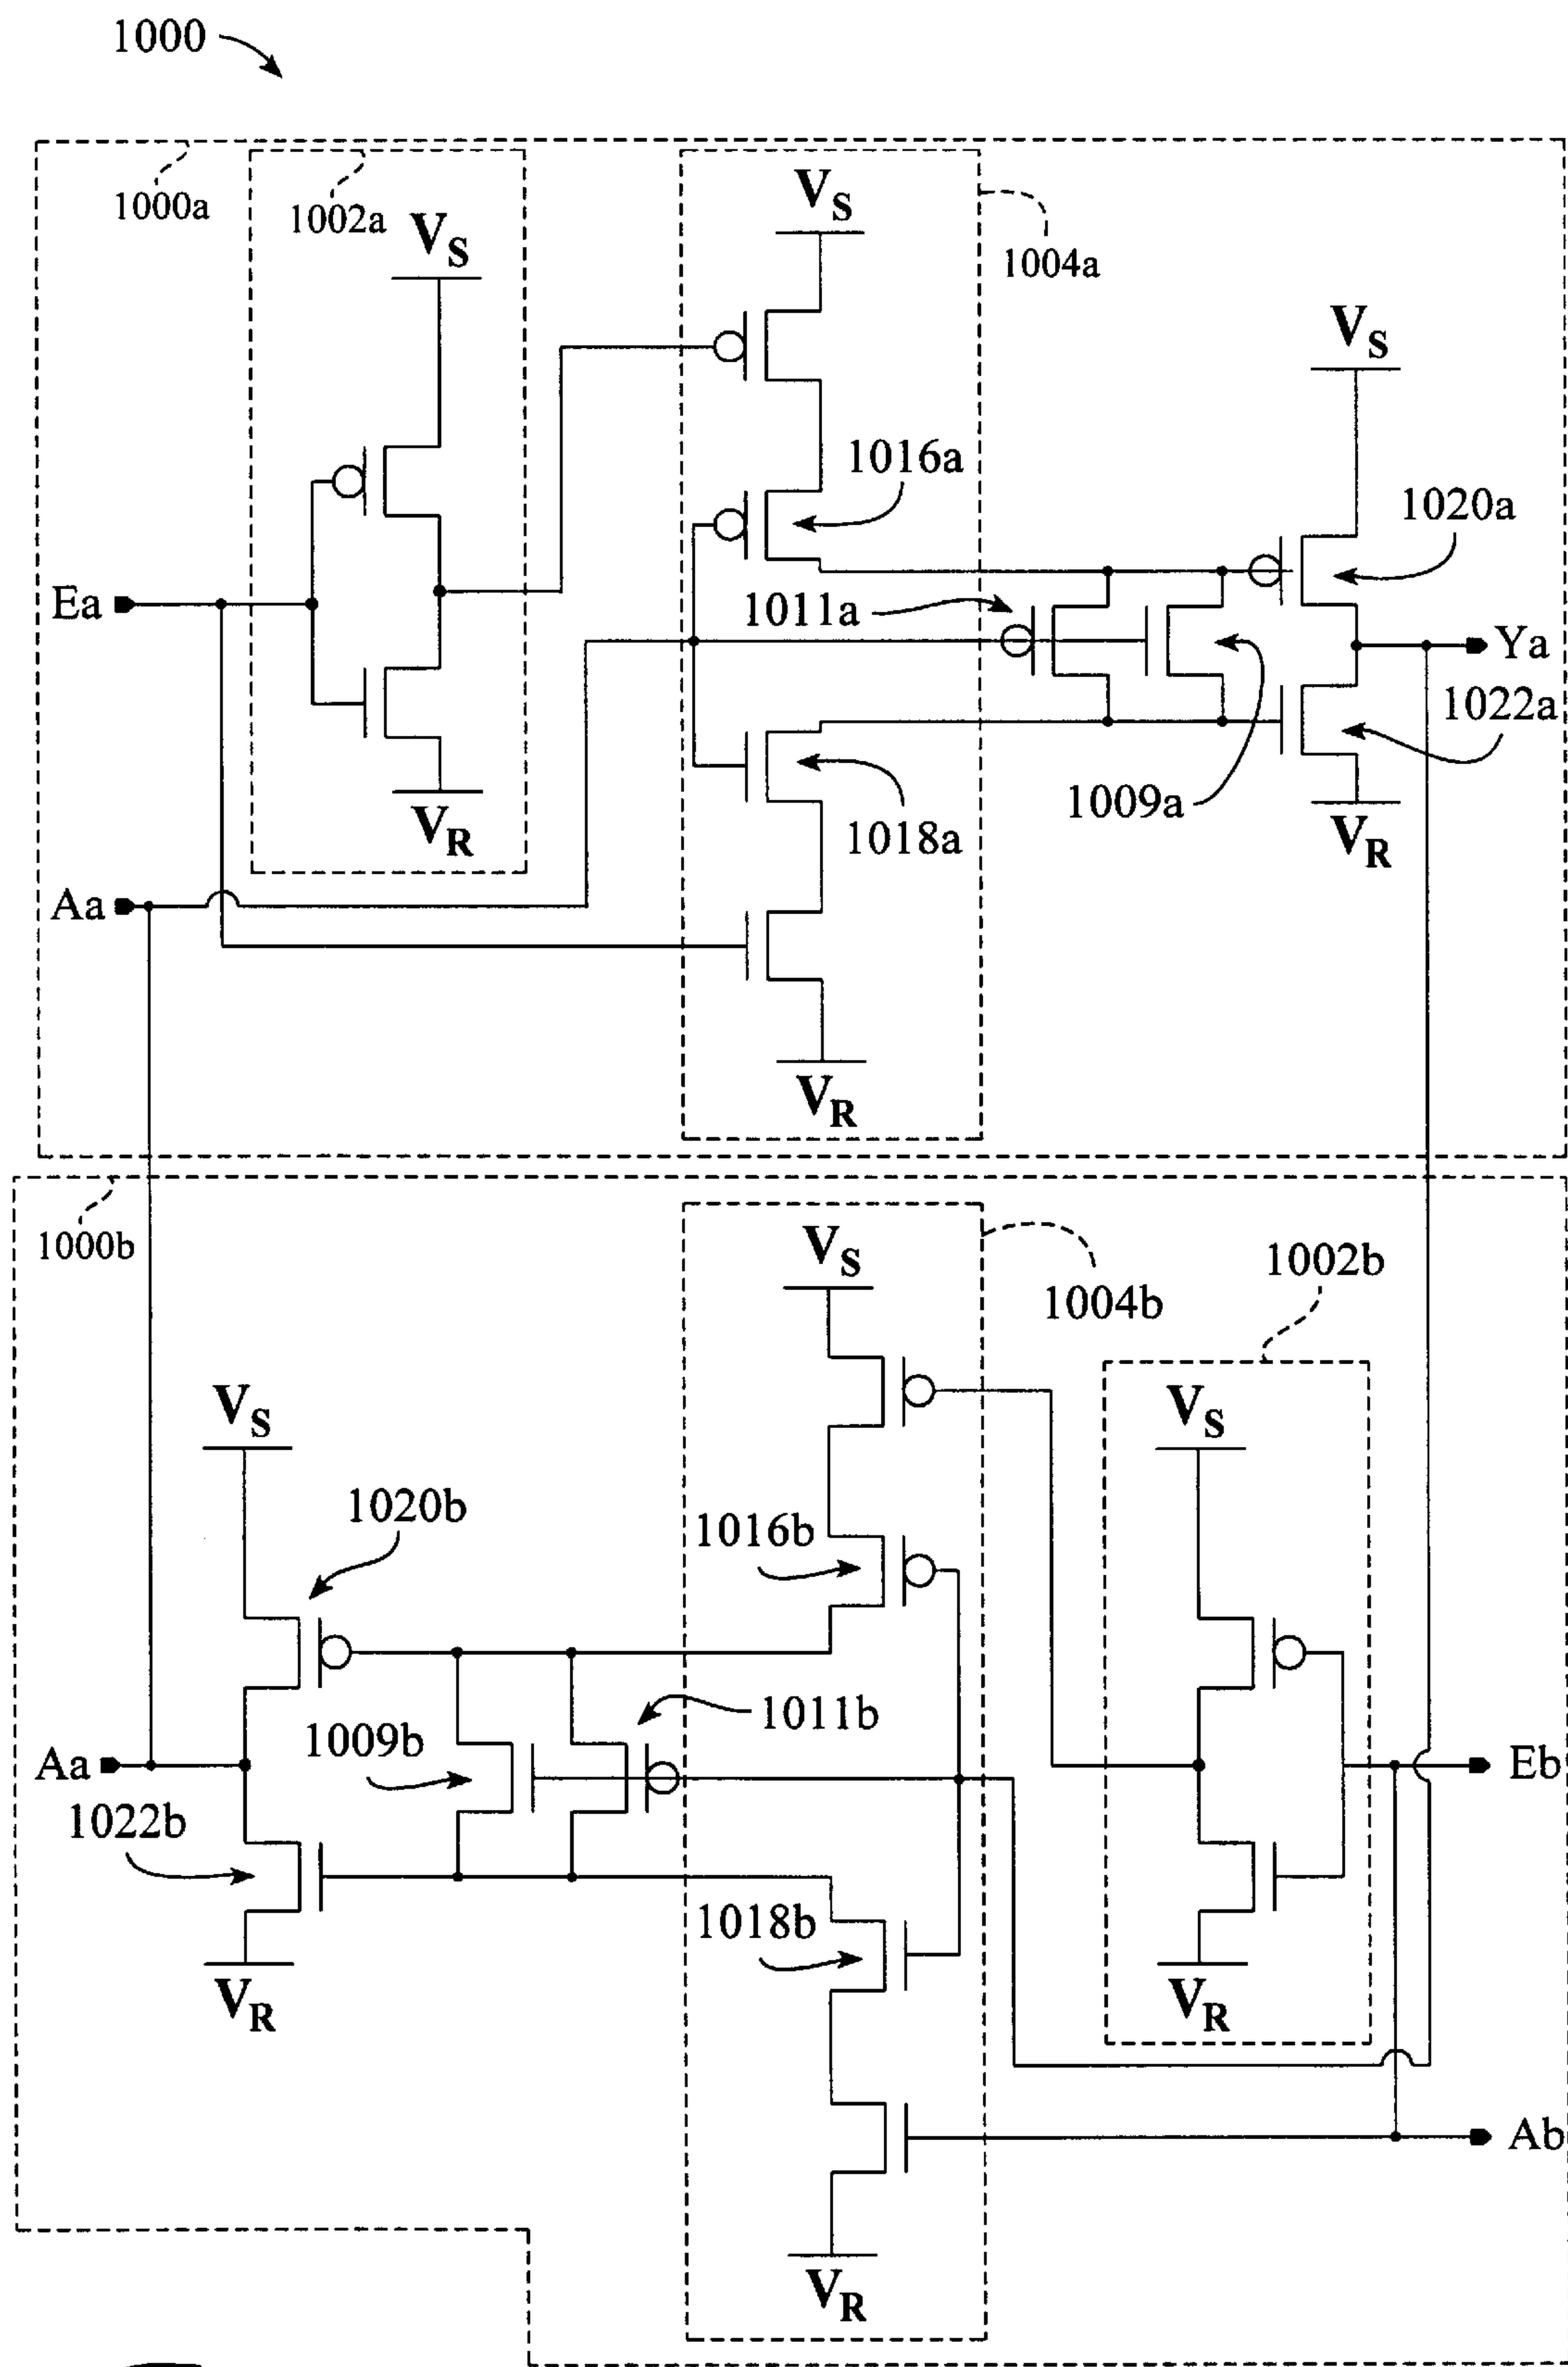 1000
1000a
1002a
VS
VS
1004a
VS
1016a
1020a
Ea
1011a
Ya
1022a
1009a
VR
1018a
VR
Aa
VR
1000b
VS
1002b
1004b
VS
VS
1020b
1016b
1011b
1009b
Aa
Eb
1022b
1018b
VR
VR
Ab
VR